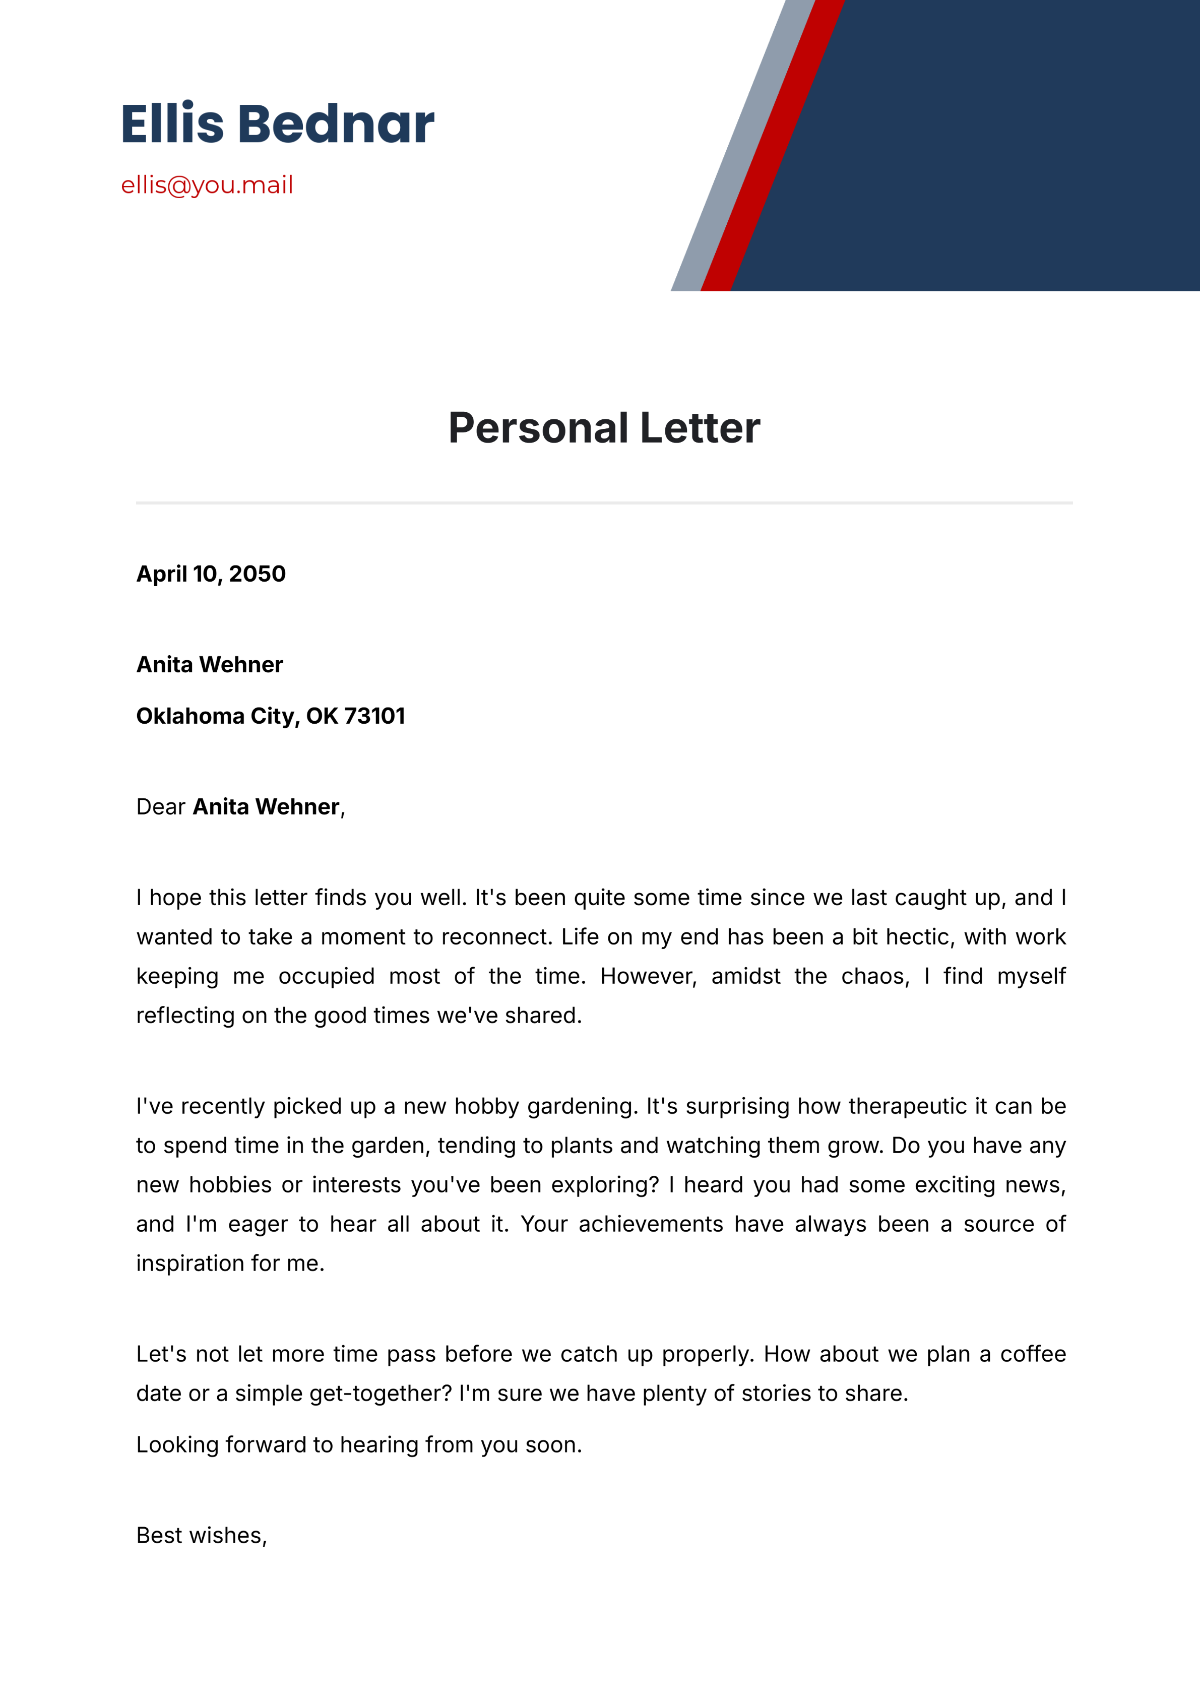 Ellis Bednar
ellis@you.mail
Personal Letter
April 10, 2050
Anita Wehner
Oklahoma City, OK 73101
Dear Anita Wehner,
I hope this letter finds you well. It's been quite some time since we last caught up, and I
wanted to take a moment to reconnect. Life on my end has been a bit hectic, with work
keeping me occupied most of the time. However, amidst the chaos, I find myself
reflecting on the good times we've shared.
I've recently picked up a new hobby gardening. It's surprising how therapeutic it can be
to spend time in the garden, tending to plants and watching them grow. Do you have any
new hobbies or interests you've been exploring? I heard you had some exciting news,
and I'm eager to hear all about it. Your achievements have always been a source of
inspiration for me.
Let's not let more time pass before we catch up properly. How about we plan a coffee
date or a simple get-together? I'm sure we have plenty of stories to share.
Looking forward to hearing from you soon.
Best wishes,